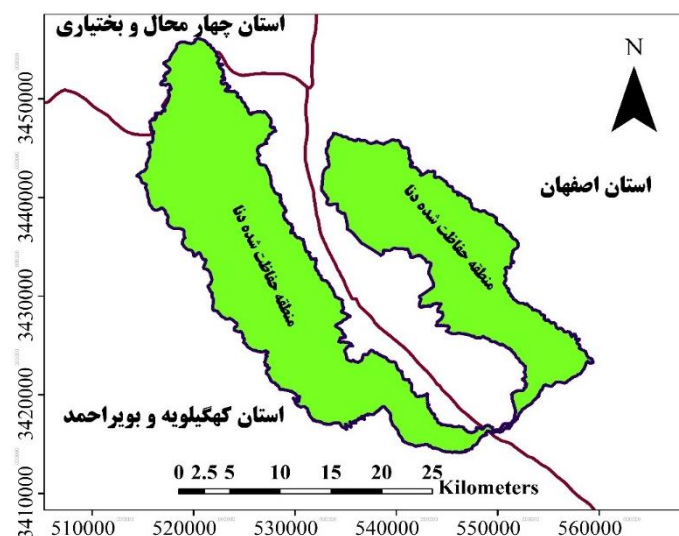 استان چهار محال و بختیاری
N
3450000
استان اصفهان
3440000
منطقه حفاظت شده دنا
منطقه حفاظت شده دنا
3430000
3420000
استان کهگیلویه و بویراحمد
0 2.5 5 10 15 20 25
Kilometers
3410000
510000 520000 530000 540000 550000 560000